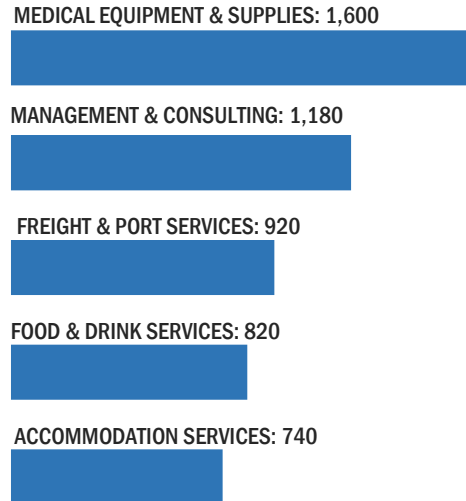 MEDICAL EQUIPMENT & SUPPLIES: 1,600
MANAGEMENT & CONSULTING: 1,180
FREIGHT & PORT SERVICES: 920
FOOD & DRINK SERVICES: 820
ACCOMMODATION SERVICES: 740